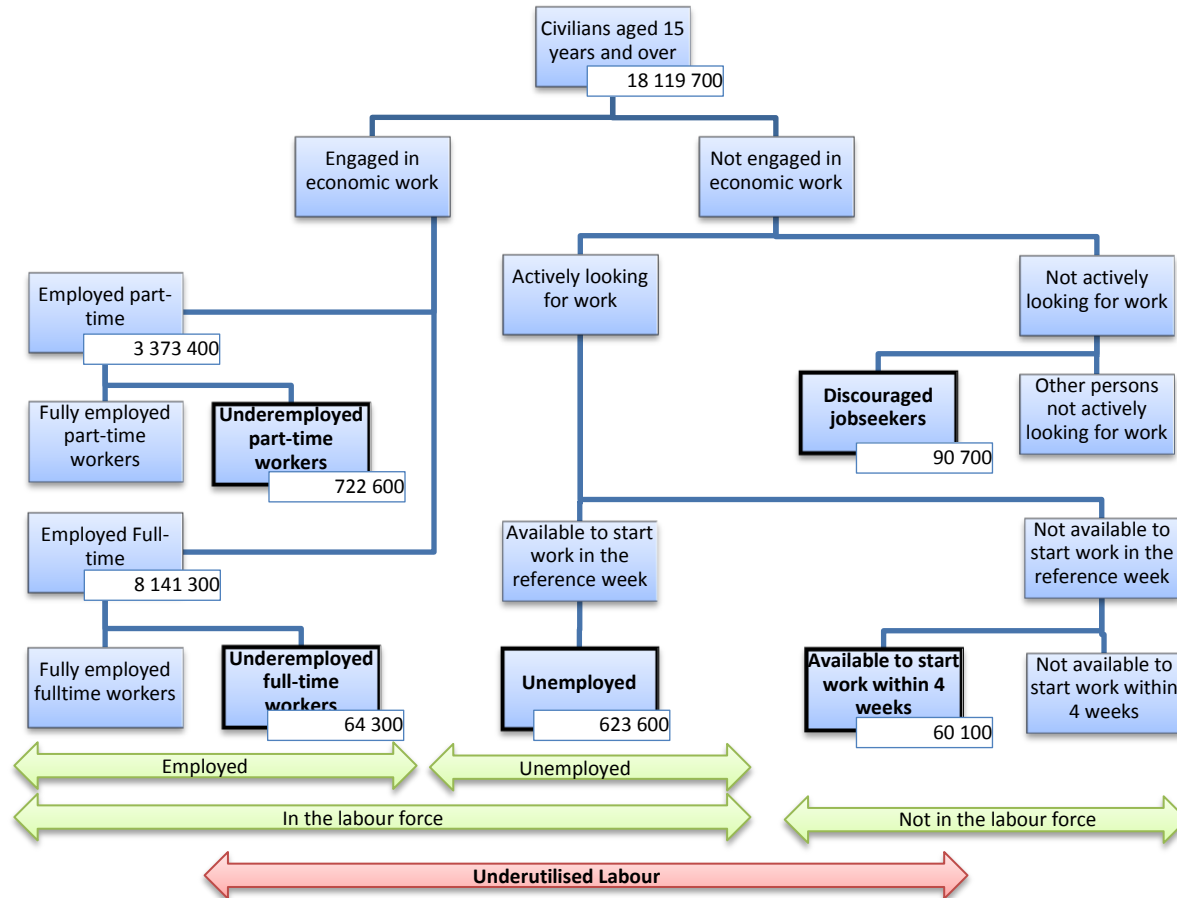 Civilians aged 15
years and over
18 119 700
Engaged in
economic work
Not engaged in
economic work
Actively looking
for work
Not actively
looking for work
Employed part-
time
3 373 400
Fully employed
part-time
workers
Underemployed
part-time
workers
722 600
Discouraged
jobseekers
90 700
Other persons
not actively
looking for work
Employed Full-
time
8 141 300
Available to start
work in the
reference week
Not available to
start work in the
reference week
Fully employed
fulltime workers
Underemployed
full-time
workers
64 300
Unemployed
623 600
Available to start
work within 4
weeks
60 100
Not available to
start work within
4 weeks
Employed
Unemployed
In the labour force
Not in the labour force
Underutilised Labour